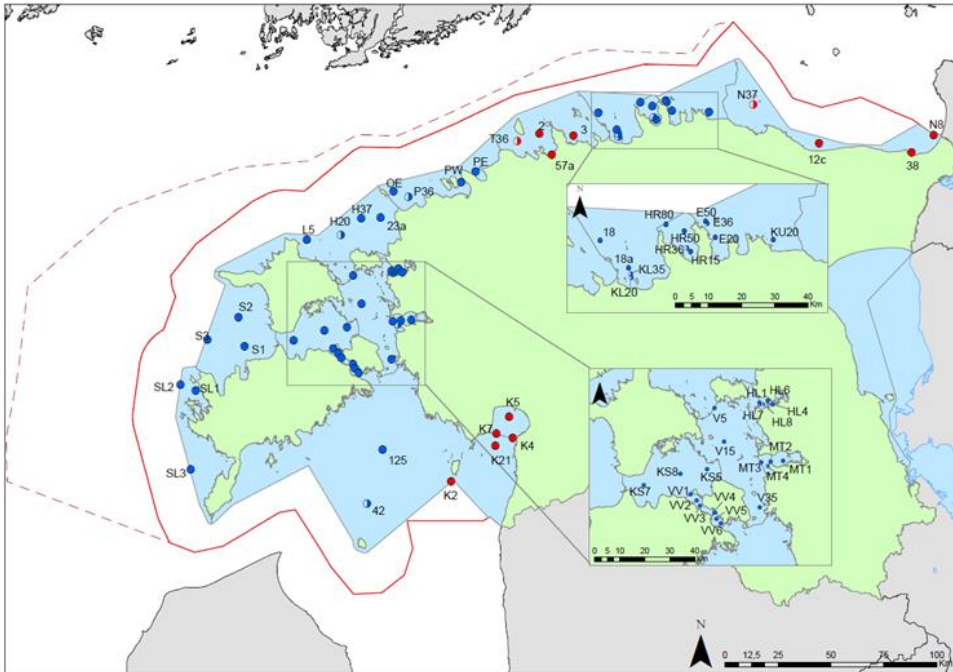 N37
N8
T36
2
3
57a
12c
38
PE
PW
OE
P36
H37
23a
H20
L5
18
HR80
E50
E36
HR50
E20
KU20
HR36
HR15
18a
KL35
KL20
0 5 10 20 30 40
Km
S2
S3
S1
SL2
SL1
SL3
125
42
K5
K7
K4
K21
K2
HL1
HL6
HL7
HL4
HL8
V5
V15
MT2
MT3
MT1
MT4
KS8
KS5
KS7
VV1
VV2
VV4
V35
VV3
VV5
VV6
0 5 10 20 30 40
Km
N
0 12,5 25 50 75 100
Km